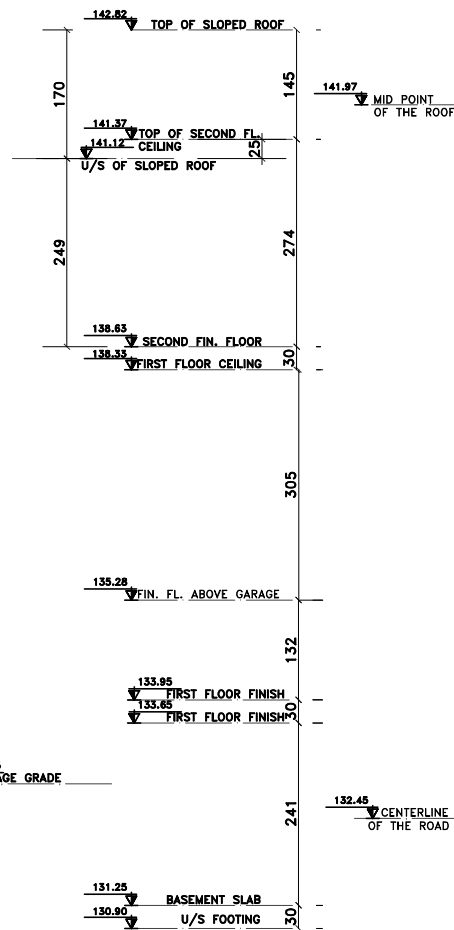 142.82
TOP OF SLOPED ROOF
170
145
141.97
MID POINT
OF THE ROOF
141.37
TOP OF SECOND FL.
CEILING
141.12
25
U/S OF SLOPED ROOF
249
274
138.63
SECOND FIN. FLOOR
138.33
FIRST FLOOR CEILING
30
305
135.28
FIN. FL. ABOVE GARAGE
132
133.95
FIRST FLOOR FINISH
133.65
FIRST FLOOR FINISH
30
GRADE
241
132.45
CENTERLINE
OF THE ROAD
131.25
BASEMENT SLAB
130.90
U/S FOOTING
30